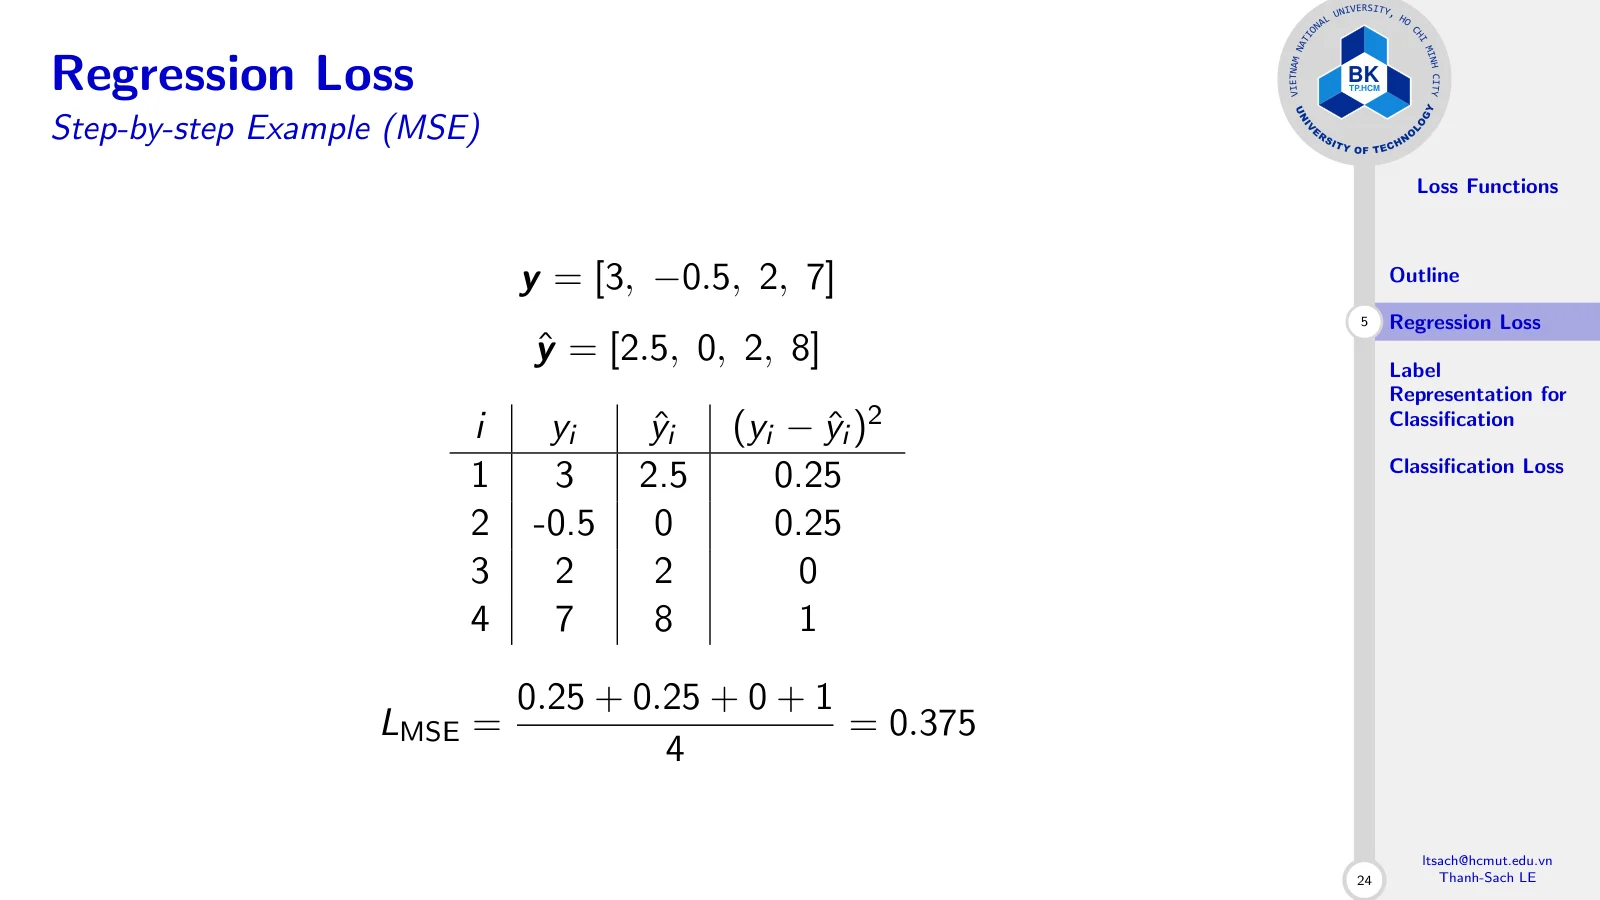 Regression Loss
Step-by-step Example (MSE)
y = [3, −0.5, 2, 7]
ŷ = [2.5, 0, 2, 8]
i | yᵢ | ŷᵢ | (yᵢ − ŷᵢ)²
1 | 3 | 2.5 | 0.25
2 | -0.5 | 0 | 0.25
3 | 2 | 2 | 0
4 | 7 | 8 | 1
L_MSE = (0.25 + 0.25 + 0 + 1) / 4 = 0.375
VIETNAM NATIONAL UNIVERSITY, HO CHI MINH CITY
BK
TP.HCM
UNIVERSITY OF TECHNOLOGY
Loss Functions
Outline
5
Regression Loss
Label
Representation for
Classification
Classification Loss
ltsach@hcmut.edu.vn
Thanh-Sach LE
24